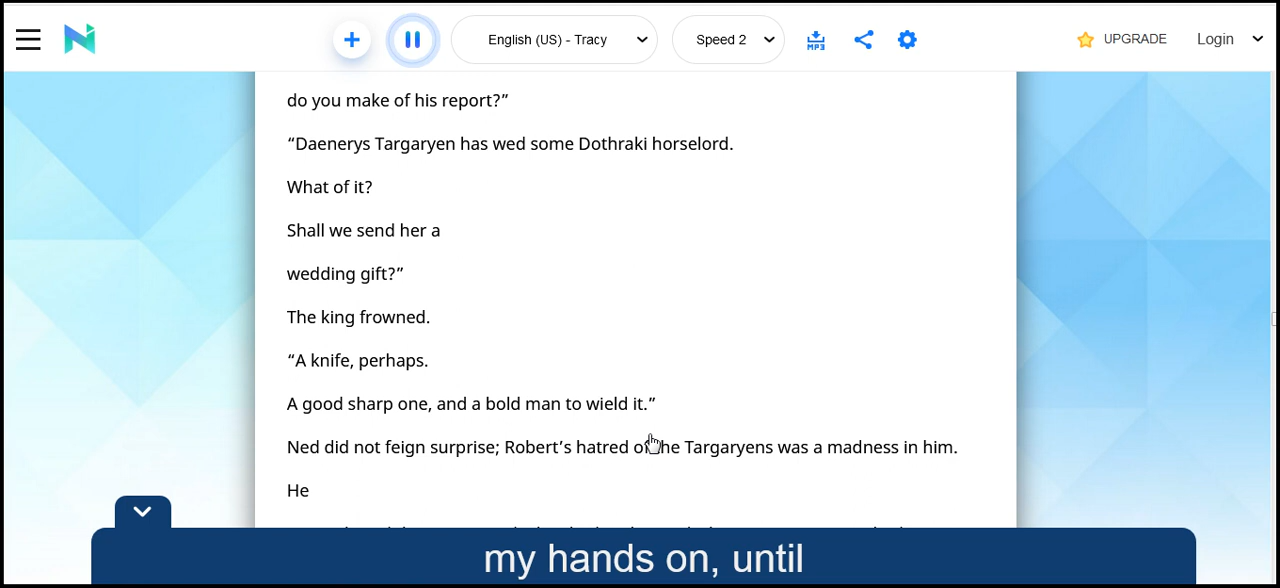 English (US) - Tracy
Speed 2
MP3
UPGRADE
Login
do you make of his report?”
“Daenerys Targaryen has wed some Dothraki horselord.
What of it?
Shall we send her a
wedding gift?”
The king frowned.
“A knife, perhaps.
A good sharp one, and a bold man to wield it.”
Ned did not feign surprise; Robert’s hatred of the Targaryens was a madness in him.
He
my hands on, until